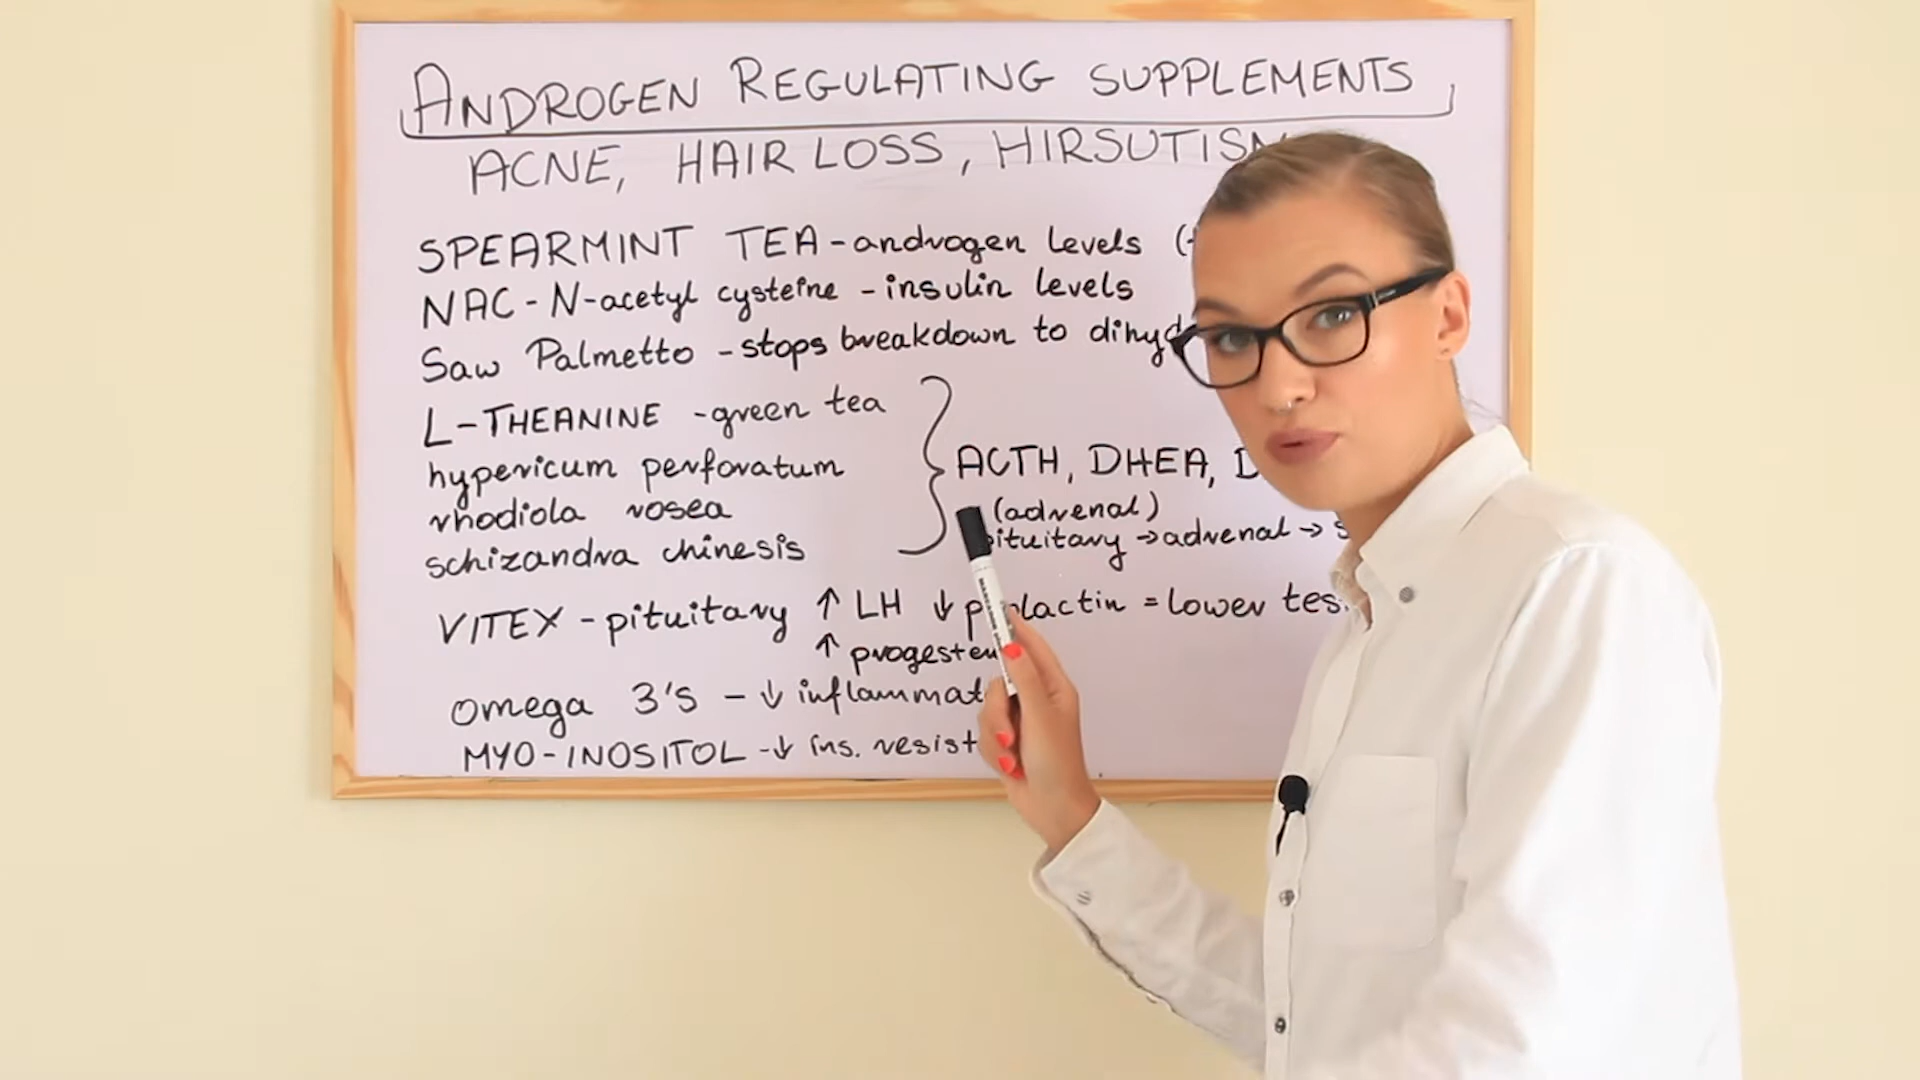 ANDROGEN REGULATING SUPPLEMENTS
ACNE, HAIR LOSS, HIRSUTISM
SPEARMINT TEA - androgen levels (
NAC - N-acetyl cysteine - insulin levels
Saw Palmetto - stops breakdown to dihyd
L-THEANINE - green tea
hypericum perforatum
rhodiola rosea
schizandra chinesis
ACTH, DHEA, D
(adrenal)
pituitary → adrenal → s
VITEX - pituitary ↑ LH ↓ prolactin = lower tes
↑ progester
omega 3's - ↓ inflammat
MYO-INOSITOL - ↓ ins. resist